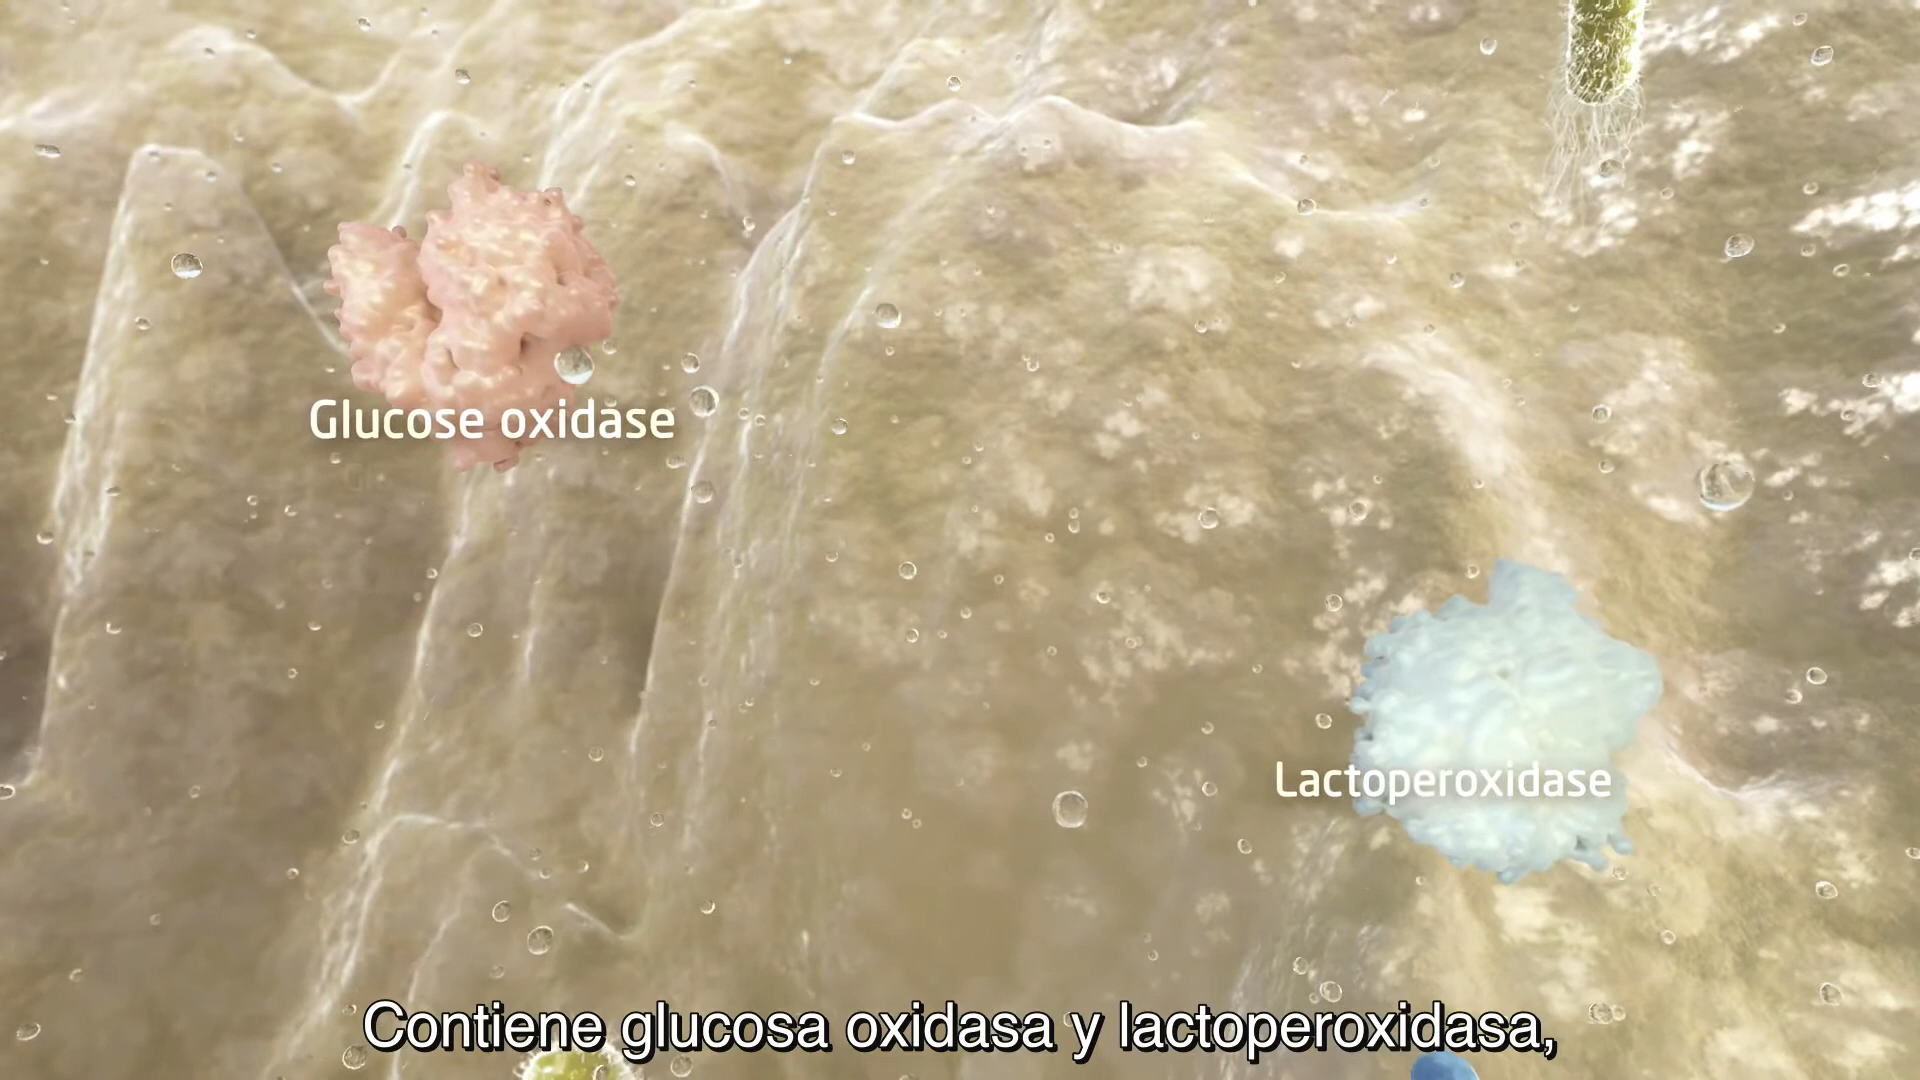 Glucose oxidase
Lactoperoxidase
Contiene glucosa oxidasa y lactoperoxidasa,